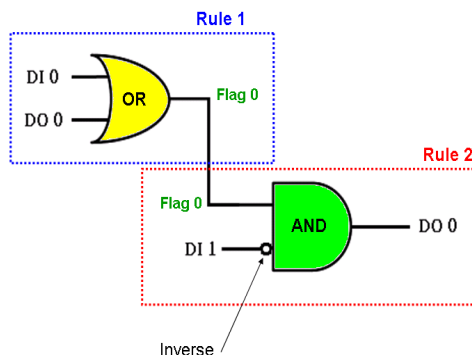 Rule 1
DI 0
OR
Flag 0
DO 0
Rule 2
Flag 0
AND
DO 0
DI 1
Inverse